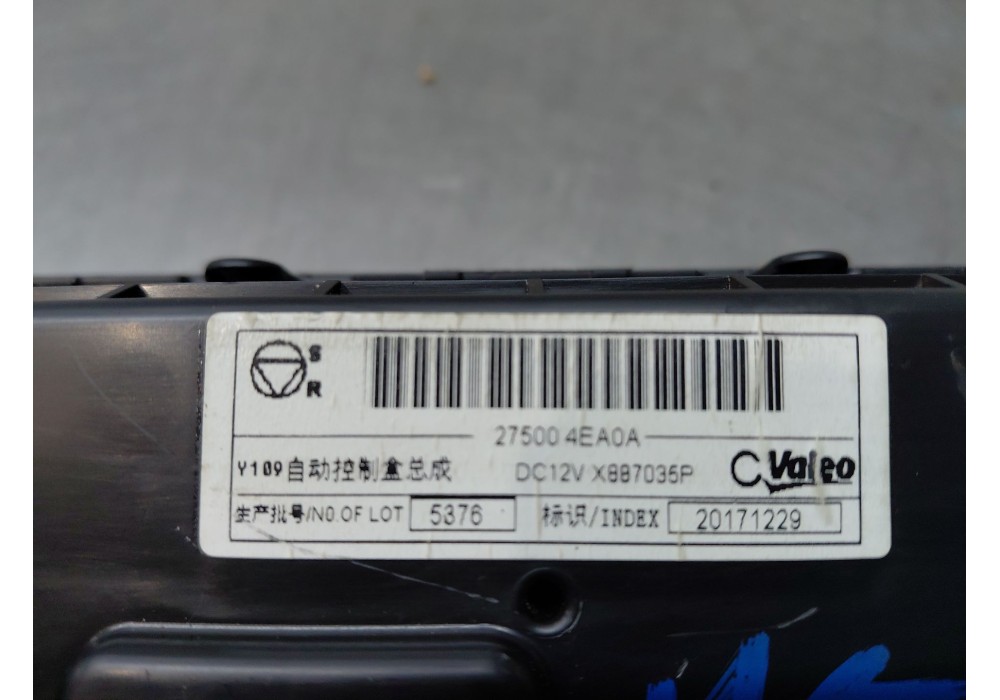 S
R
27500 4EA0A
Y109自动控制盒总成 DC12V X887035P C Valeo
生产批号/NO.OF LOT 5376 标识/INDEX 20171229